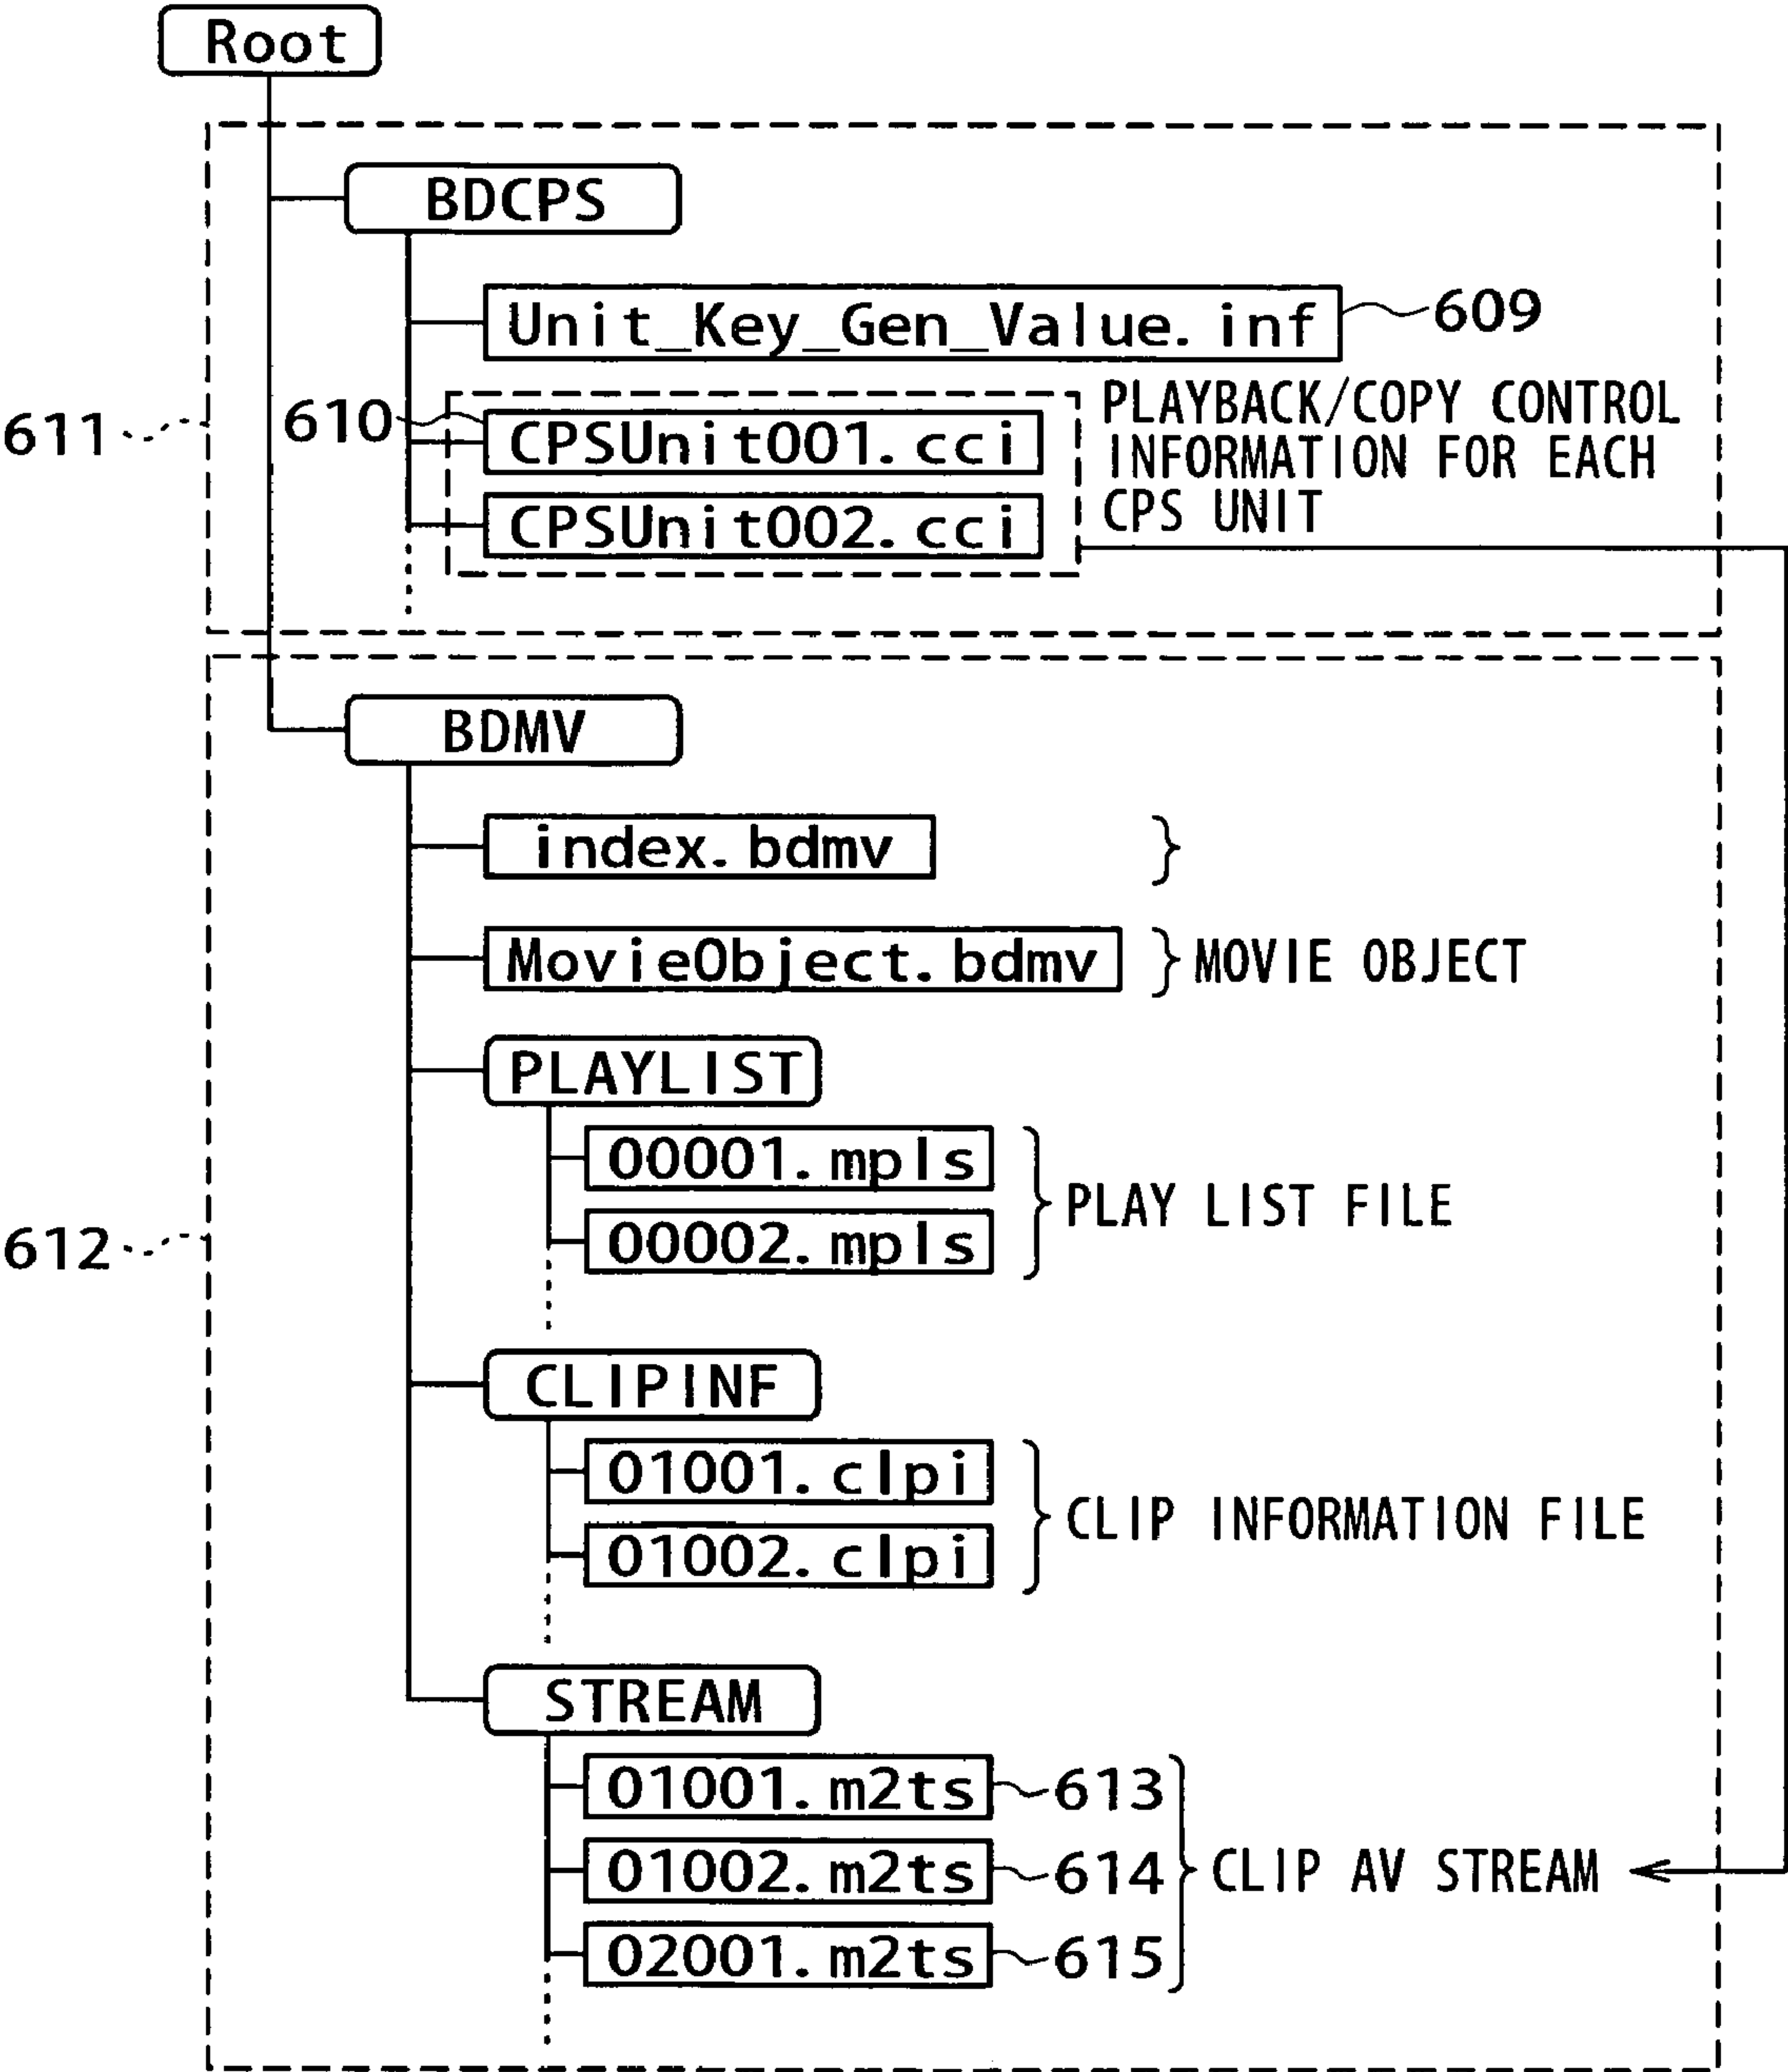 Root
BDCPS
Unit_Key_Gen_Value.inf
609
611
610
CPSUnit001.cci
CPSUnit002.cci
PLAYBACK/COPY CONTROL
INFORMATION FOR EACH
CPS UNIT
BDMV
index.bdmv
MovieObject.bdmv
MOVIE OBJECT
PLAYLIST
00001.mpls
00002.mpls
PLAY LIST FILE
612
CLIPINF
01001.clpi
01002.clpi
CLIP INFORMATION FILE
STREAM
01001.m2ts
613
01002.m2ts
614
CLIP AV STREAM
02001.m2ts
615